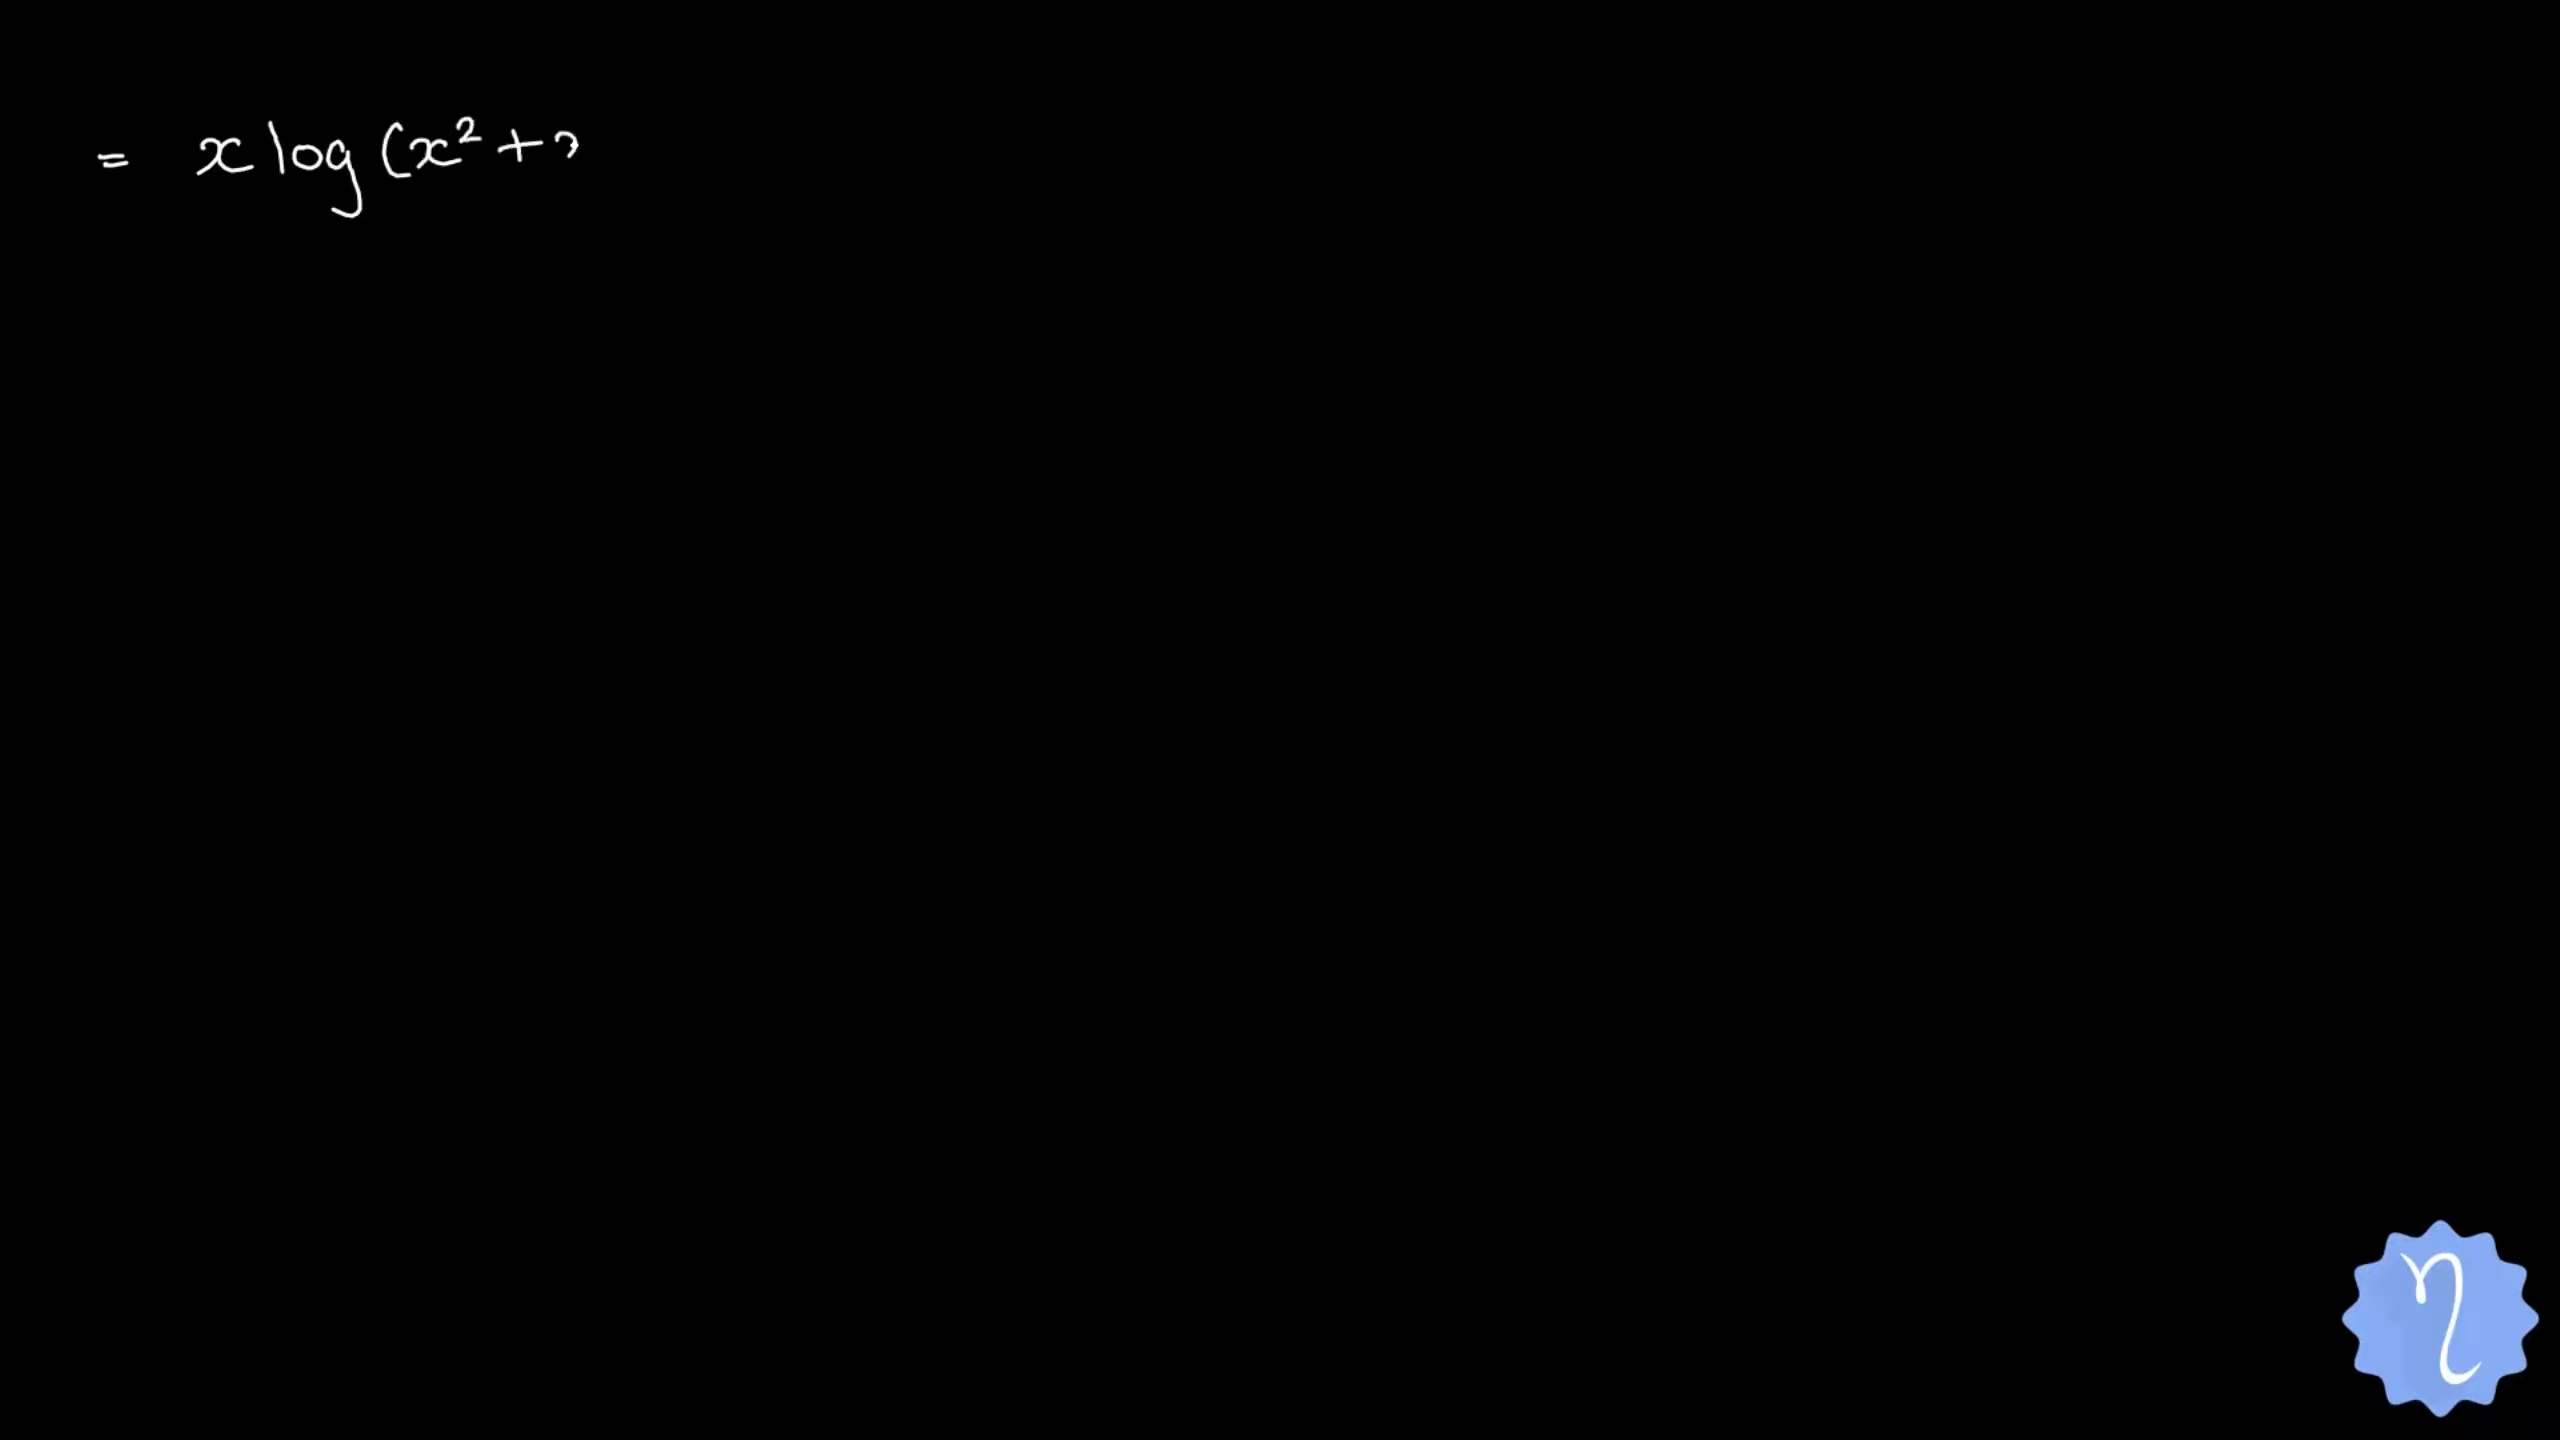 = x log (x² +
η